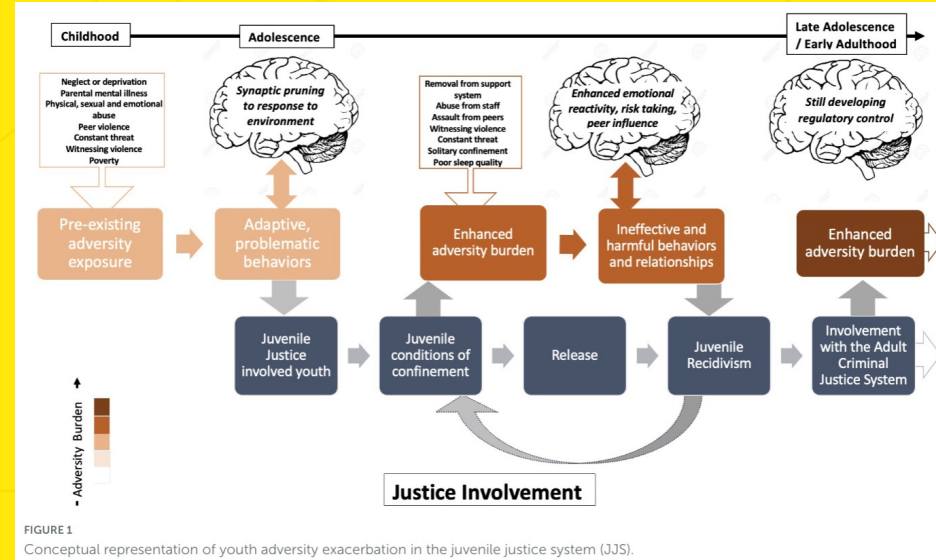 Childhood
Adolescence
Late Adolescence
/ Early Adulthood
Neglect or deprivation
Parental mental illness
Physical, sexual and emotional
abuse
Peer violence
Constant threat
Witnessing violence
Poverty
Synaptic pruning
to response to
environment
Removal from support
system
Abuse from staff
Assault from peers
Witnessing violence
Constant threat
Solitary confinement
Poor sleep quality
Enhanced emotional
reactivity, risk taking,
peer influence
Still developing
regulatory control
Pre-existing
adversity
exposure
Adaptive,
problematic
behaviors
Enhanced
adversity burden
Ineffective and
harmful behaviors
and relationships
Enhanced
adversity burden
Juvenile
Justice
involved youth
Juvenile
conditions of
confinement
Release
Juvenile
Recidivism
Involvement
with the Adult
Criminal
Justice System
- Adversity Burden
Justice Involvement
FIGURE 1
Conceptual representation of youth adversity exacerbation in the juvenile justice system (JJS).